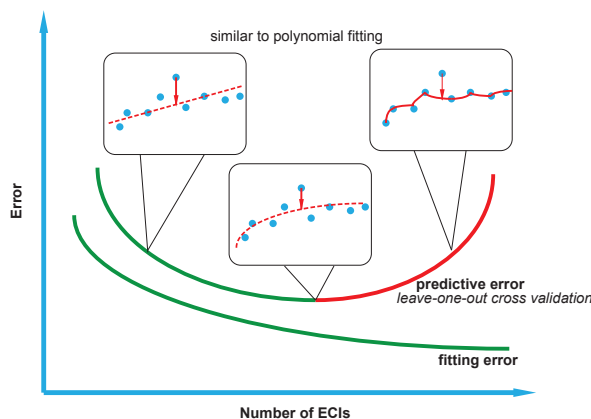 similar to polynomial fitting
Error
predictive error
leave-one-out cross validation
fitting error
Number of ECIs